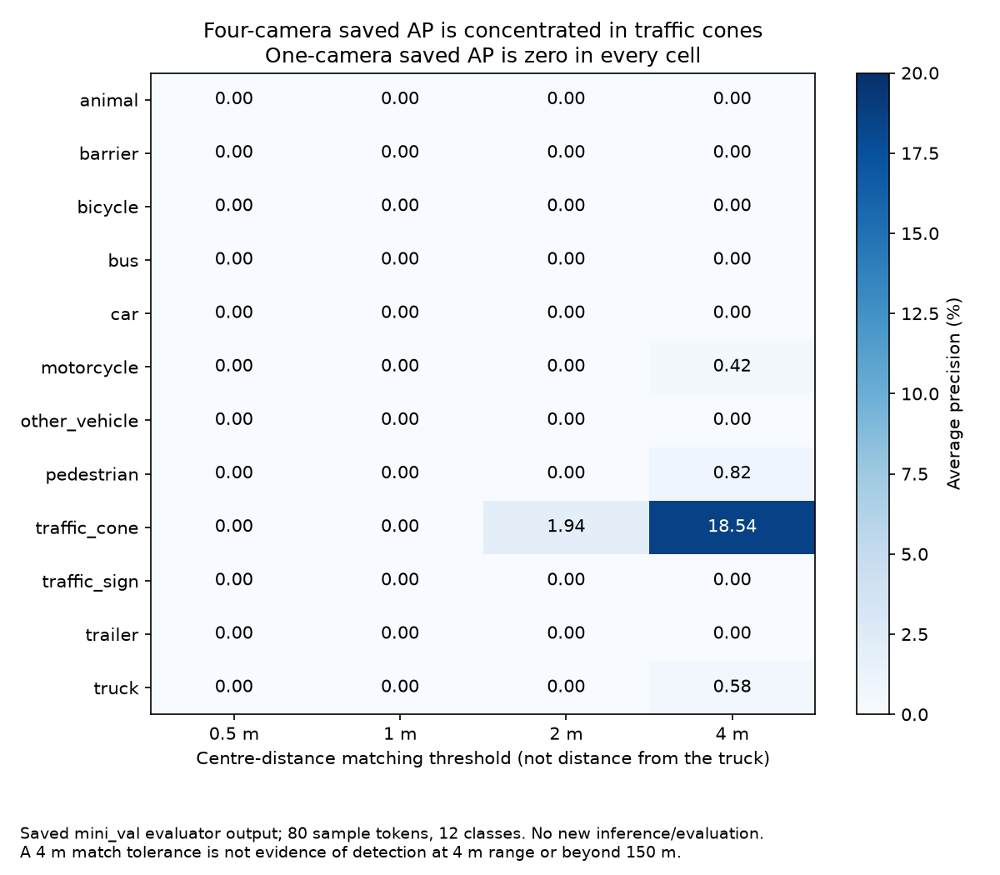 Four-camera saved AP is concentrated in traffic cones
One-camera saved AP is zero in every cell
animal 0.00 0.00 0.00 0.00
barrier 0.00 0.00 0.00 0.00
bicycle 0.00 0.00 0.00 0.00
bus 0.00 0.00 0.00 0.00
car 0.00 0.00 0.00 0.00
motorcycle 0.00 0.00 0.00 0.42
other_vehicle 0.00 0.00 0.00 0.00
pedestrian 0.00 0.00 0.00 0.82
traffic_cone 0.00 0.00 1.94 18.54
traffic_sign 0.00 0.00 0.00 0.00
trailer 0.00 0.00 0.00 0.00
truck 0.00 0.00 0.00 0.58
0.5 m 1 m 2 m 4 m
Centre-distance matching threshold (not distance from the truck)
20.0
17.5
15.0
12.5
10.0
7.5
5.0
2.5
0.0
Average precision (%)
Saved mini_val evaluator output; 80 sample tokens, 12 classes. No new inference/evaluation.
A 4 m match tolerance is not evidence of detection at 4 m range or beyond 150 m.